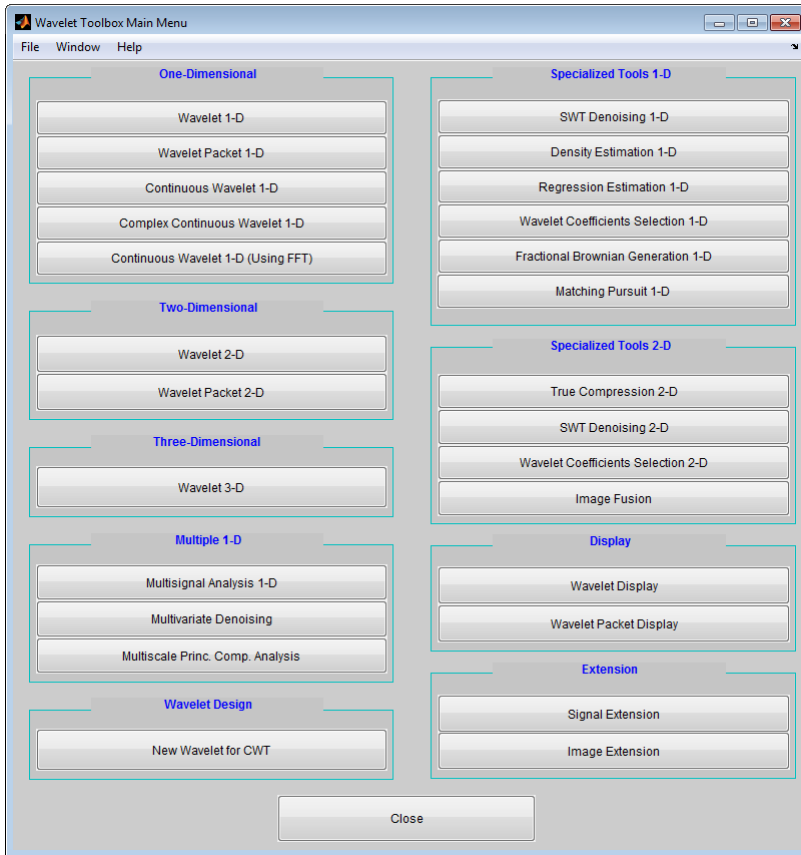 Wavelet Toolbox Main Menu
File Window Help
One-Dimensional
Wavelet 1-D
Wavelet Packet 1-D
Continuous Wavelet 1-D
Complex Continuous Wavelet 1-D
Continuous Wavelet 1-D (Using FFT)
Two-Dimensional
Wavelet 2-D
Wavelet Packet 2-D
Three-Dimensional
Wavelet 3-D
Multiple 1-D
Multisignal Analysis 1-D
Multivariate Denoising
Multiscale Princ. Comp. Analysis
Wavelet Design
New Wavelet for CWT
Specialized Tools 1-D
SWT Denoising 1-D
Density Estimation 1-D
Regression Estimation 1-D
Wavelet Coefficients Selection 1-D
Fractional Brownian Generation 1-D
Matching Pursuit 1-D
Specialized Tools 2-D
True Compression 2-D
SWT Denoising 2-D
Wavelet Coefficients Selection 2-D
Image Fusion
Display
Wavelet Display
Wavelet Packet Display
Extension
Signal Extension
Image Extension
Close